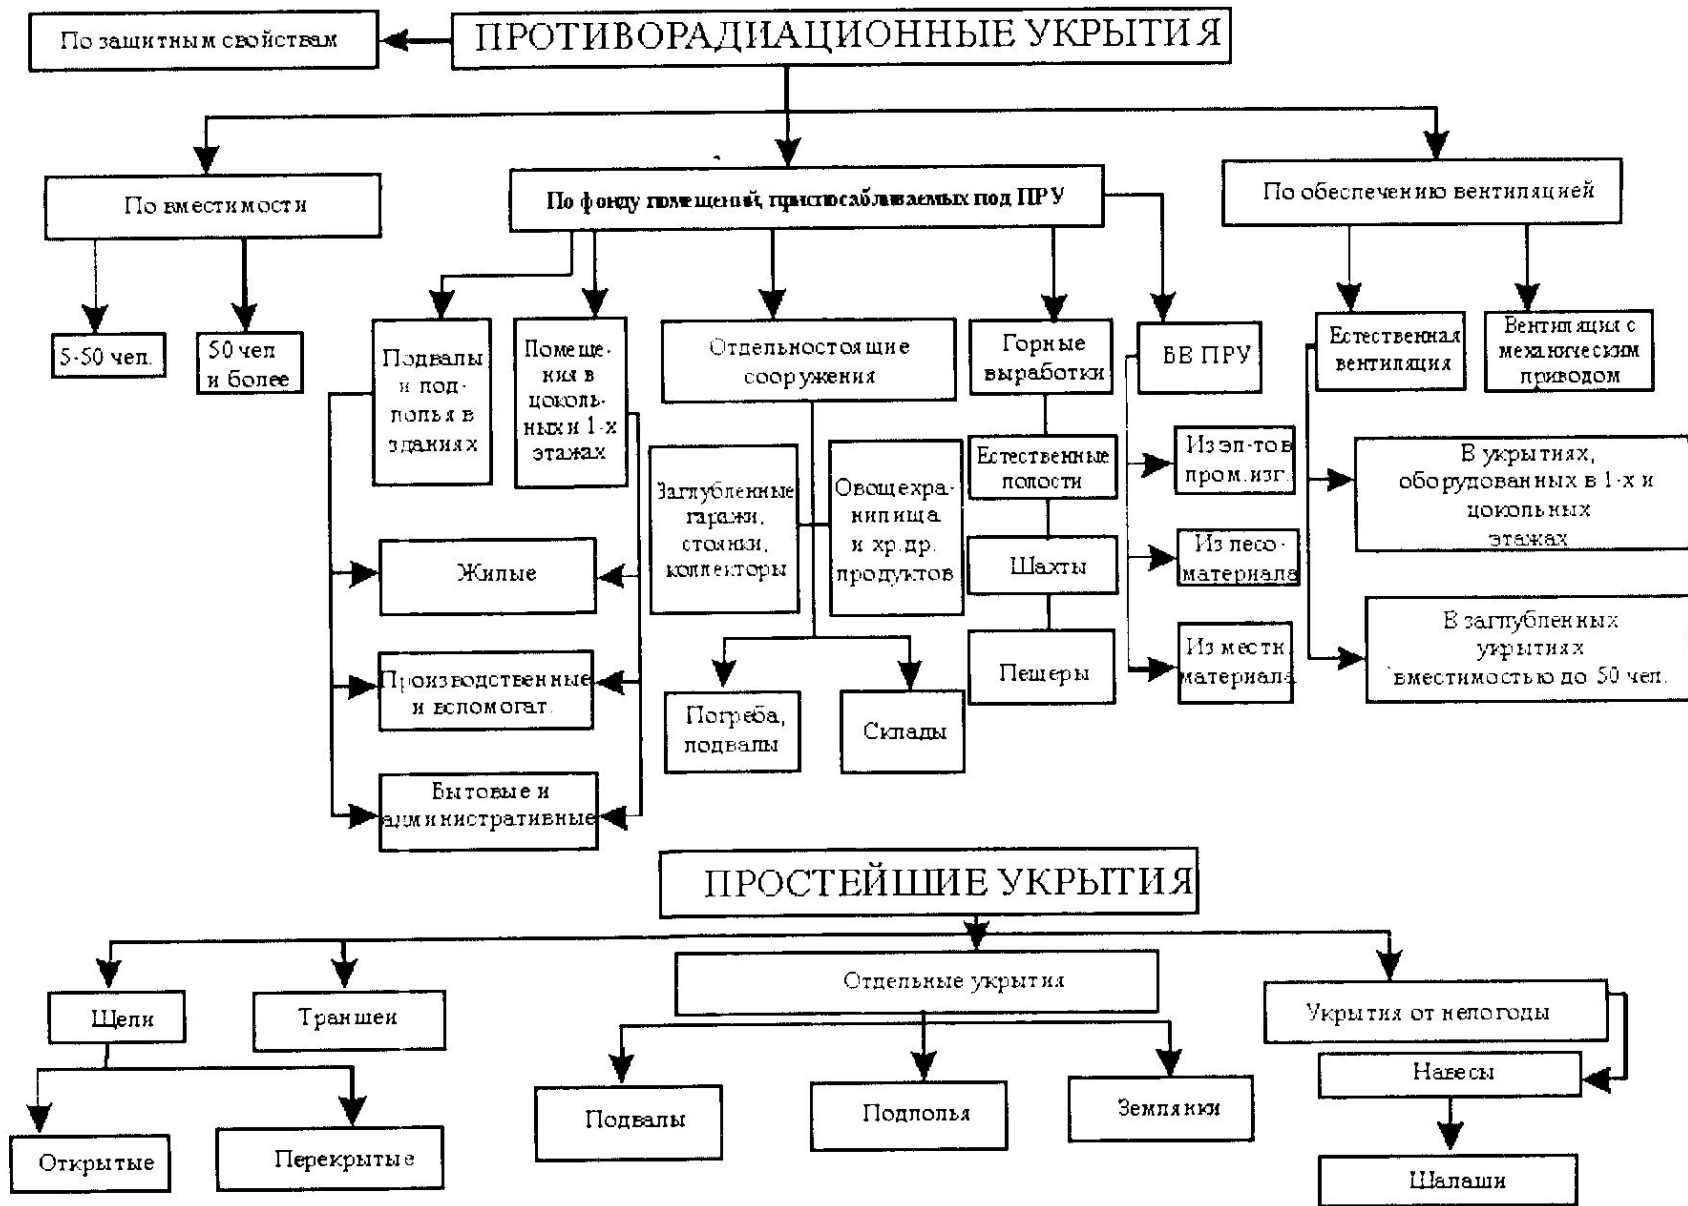 По защитным свойствам
ПРОТИВОРАДИАЦИОННЫЕ УКРЫТИЯ
По вместимости
По фонду помещений, приспосабливаемых под ПРУ
По обеспечению вентиляцией
5-50 чел.
50 чел
и более
Подвалы
и под-
полья в
зданиях
Помеще-
ния в
цоколь-
ных и 1-х
этажах
Отдельностоящие
сооружения
Горные
выработки
БВ ПРУ
Естественная
вентиляция
Вентиляция с
механическим
приводом
Заглубленные
гаражи,
стоянки,
коллекторы
Овощехра-
нилища
и хр.др.
продуктов
Естественные
полости
Из эл-тов
пром.изг.
В укрытиях,
оборудованных в 1-х и
цокольных
этажах
Жилые
Шахты
Из лесо-
материала
Производственные
и вспомогат.
Пещеры
Из местн.
материала
В заглубленных
укрытиях
вместимостью до 50 чел.
Погреба,
подвалы
Склады
Бытовые и
административные
ПРОСТЕЙШИЕ УКРЫТИЯ
Щели
Траншеи
Отдельные укрытия
Укрытия от непогоды
Навесы
Подвалы
Подполья
Землянки
Открытые
Перекрытые
Шалаши